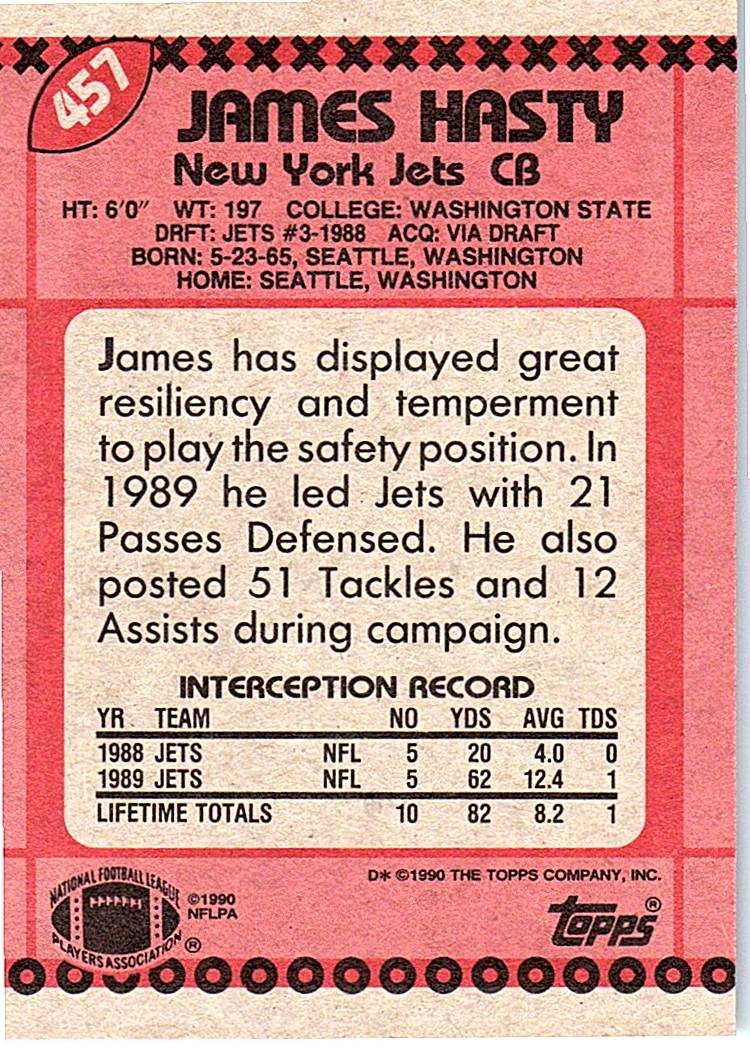 457
JAMES HASTY
New York Jets CB
HT: 6'0" WT: 197 COLLEGE: WASHINGTON STATE
DRFT: JETS #3-1988 ACQ: VIA DRAFT
BORN: 5-23-65, SEATTLE, WASHINGTON
HOME: SEATTLE, WASHINGTON
James has displayed great
resiliency and temperment
to play the safety position. In
1989 he led Jets with 21
Passes Defensed. He also
posted 51 Tackles and 12
Assists during campaign.
INTERCEPTION RECORD
YR TEAM NO YDS AVG TDS
1988 JETS NFL 5 20 4.0 0
1989 JETS NFL 5 62 12.4 1
LIFETIME TOTALS 10 82 8.2 1
NATIONAL FOOTBALL LEAGUE
PLAYERS ASSOCIATION ®
©1990
NFLPA
D* ©1990 THE TOPPS COMPANY, INC.
topps ®